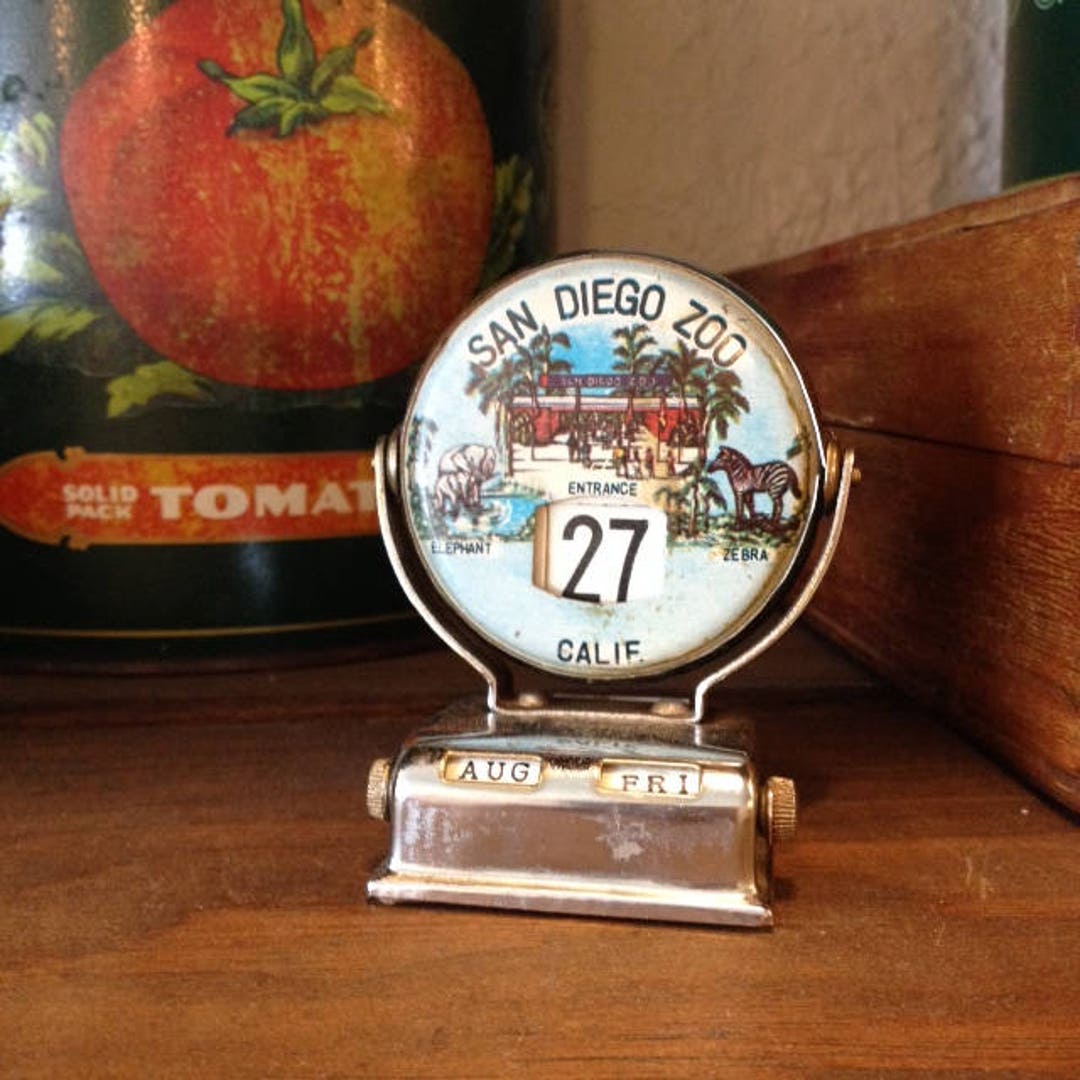 SAN DIEGO ZOO
SAN DIEGO ZOO
ENTRANCE
ELEPHANT
ZEBRA
27
CALIF.
AUG FRI
SOLID
PACK
TOMAT